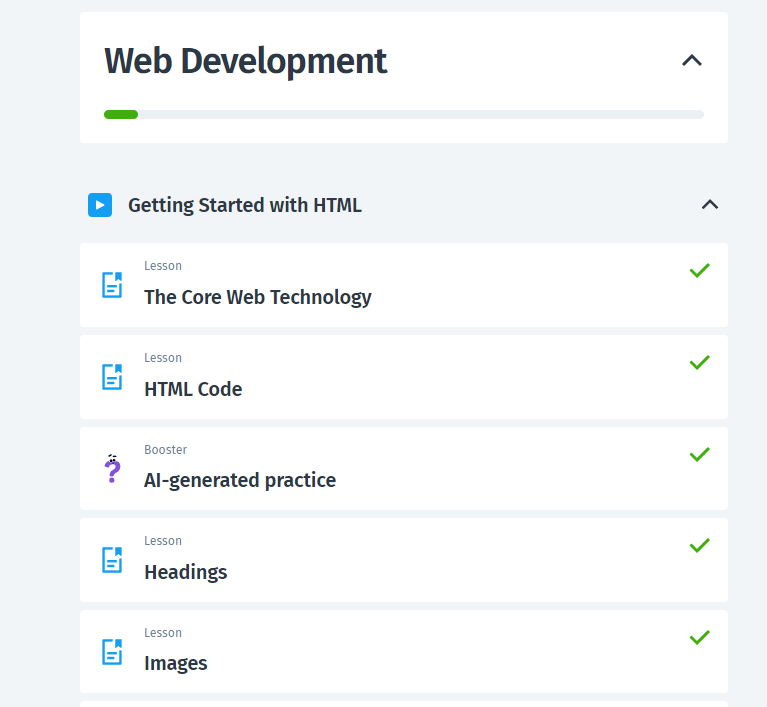 Web Development
Getting Started with HTML
Lesson
The Core Web Technology
Lesson
HTML Code
Booster
AI-generated practice
Lesson
Headings
Lesson
Images